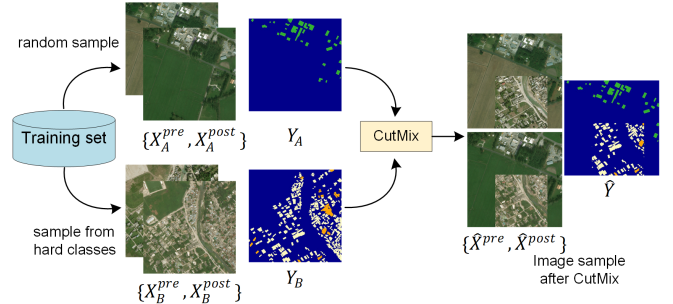 random sample
{X_A^{pre}, X_A^{post}}
Y_A
Training set
CutMix
sample from
hard classes
{X_B^{pre}, X_B^{post}}
Y_B
{X̂^{pre}, X̂^{post}}
Ŷ
Image sample
after CutMix